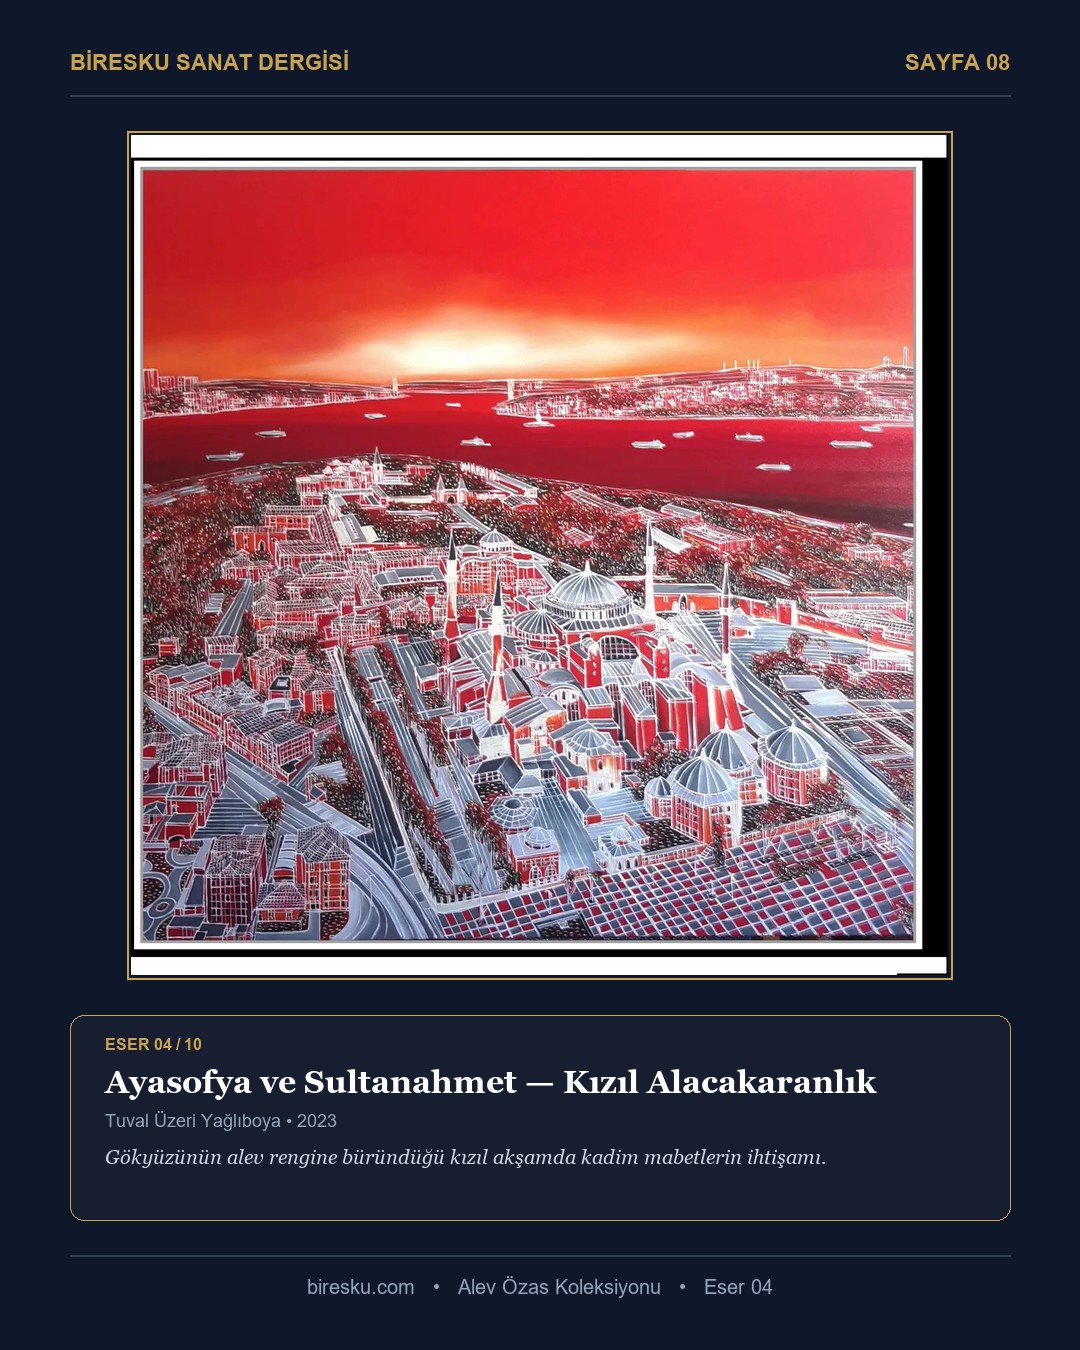 BİRESKU SANAT DERGİSİ
SAYFA 08
ESER 04 / 10
Ayasofya ve Sultanahmet — Kızıl Alacakaranlık
Tuval Üzeri Yağlıboya • 2023
Gökyüzünün alev rengine büründüğü kızıl akşamda kadim mabetlerin ihtişamı.
biresku.com • Alev Özas Koleksiyonu • Eser 04